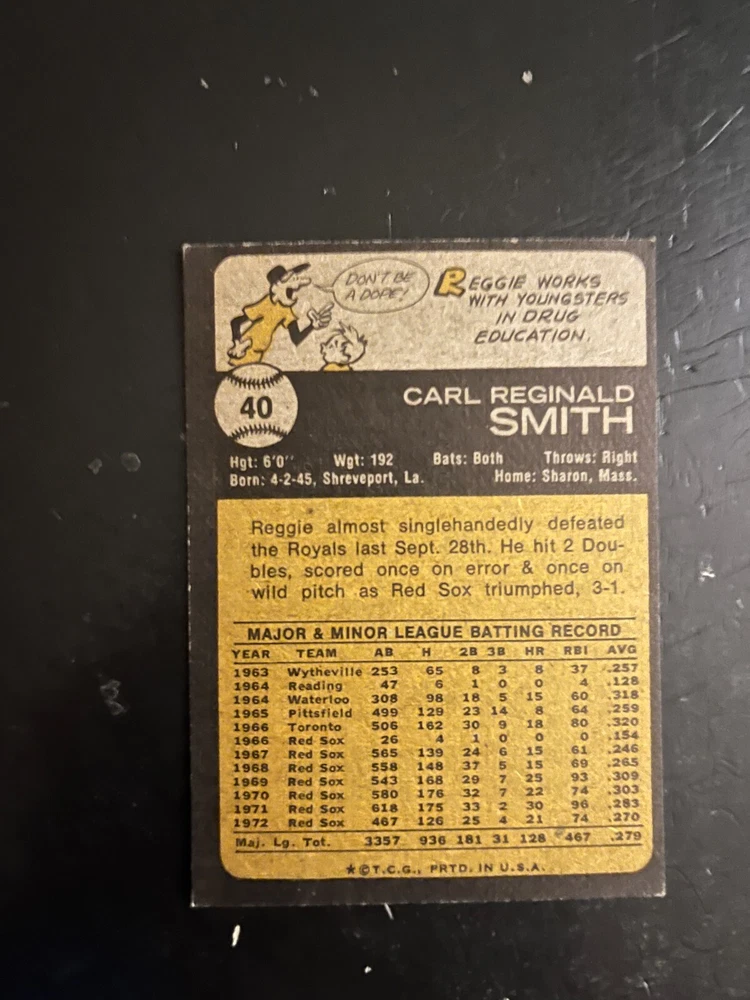 DON'T BE
A DOPE!
REGGIE WORKS
WITH YOUNGSTERS
IN DRUG
EDUCATION.
40
CARL REGINALD
SMITH
Hgt: 6'0" Wgt: 192 Bats: Both Throws: Right
Born: 4-2-45, Shreveport, La. Home: Sharon, Mass.
Reggie almost singlehandedly defeated
the Royals last Sept. 28th. He hit 2 Dou-
bles, scored once on error & once on
wild pitch as Red Sox triumphed, 3-1.
MAJOR & MINOR LEAGUE BATTING RECORD
YEAR TEAM AB H 2B 3B HR RBI AVG
1963 Wytheville 253 65 8 3 8 37 .257
1964 Reading 47 6 1 0 0 4 .128
1964 Waterloo 308 98 18 5 15 60 .318
1965 Pittsfield 499 129 23 14 8 64 .259
1966 Toronto 506 162 30 9 18 80 .320
1966 Red Sox 26 4 1 0 0 0 .154
1967 Red Sox 565 139 24 6 15 61 .246
1968 Red Sox 558 148 37 5 15 69 .265
1969 Red Sox 543 168 29 7 25 93 .309
1970 Red Sox 580 176 32 7 22 74 .303
1971 Red Sox 618 175 33 2 30 96 .283
1972 Red Sox 467 126 25 4 21 74 .270
Maj. Lg. Tot. 3357 936 181 31 128 467 .279
★©T.C.G., PRTD. IN U.S.A.